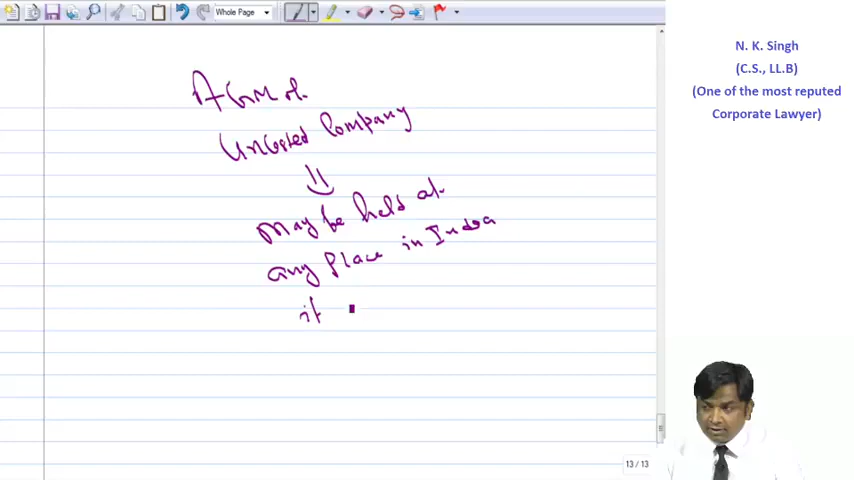 Whole Page
N. K. Singh
(C.S., LL.B)
(One of the most reputed
Corporate Lawyer)
AGM of
Unlisted Company
May be held at
any place in India
if
13 / 13